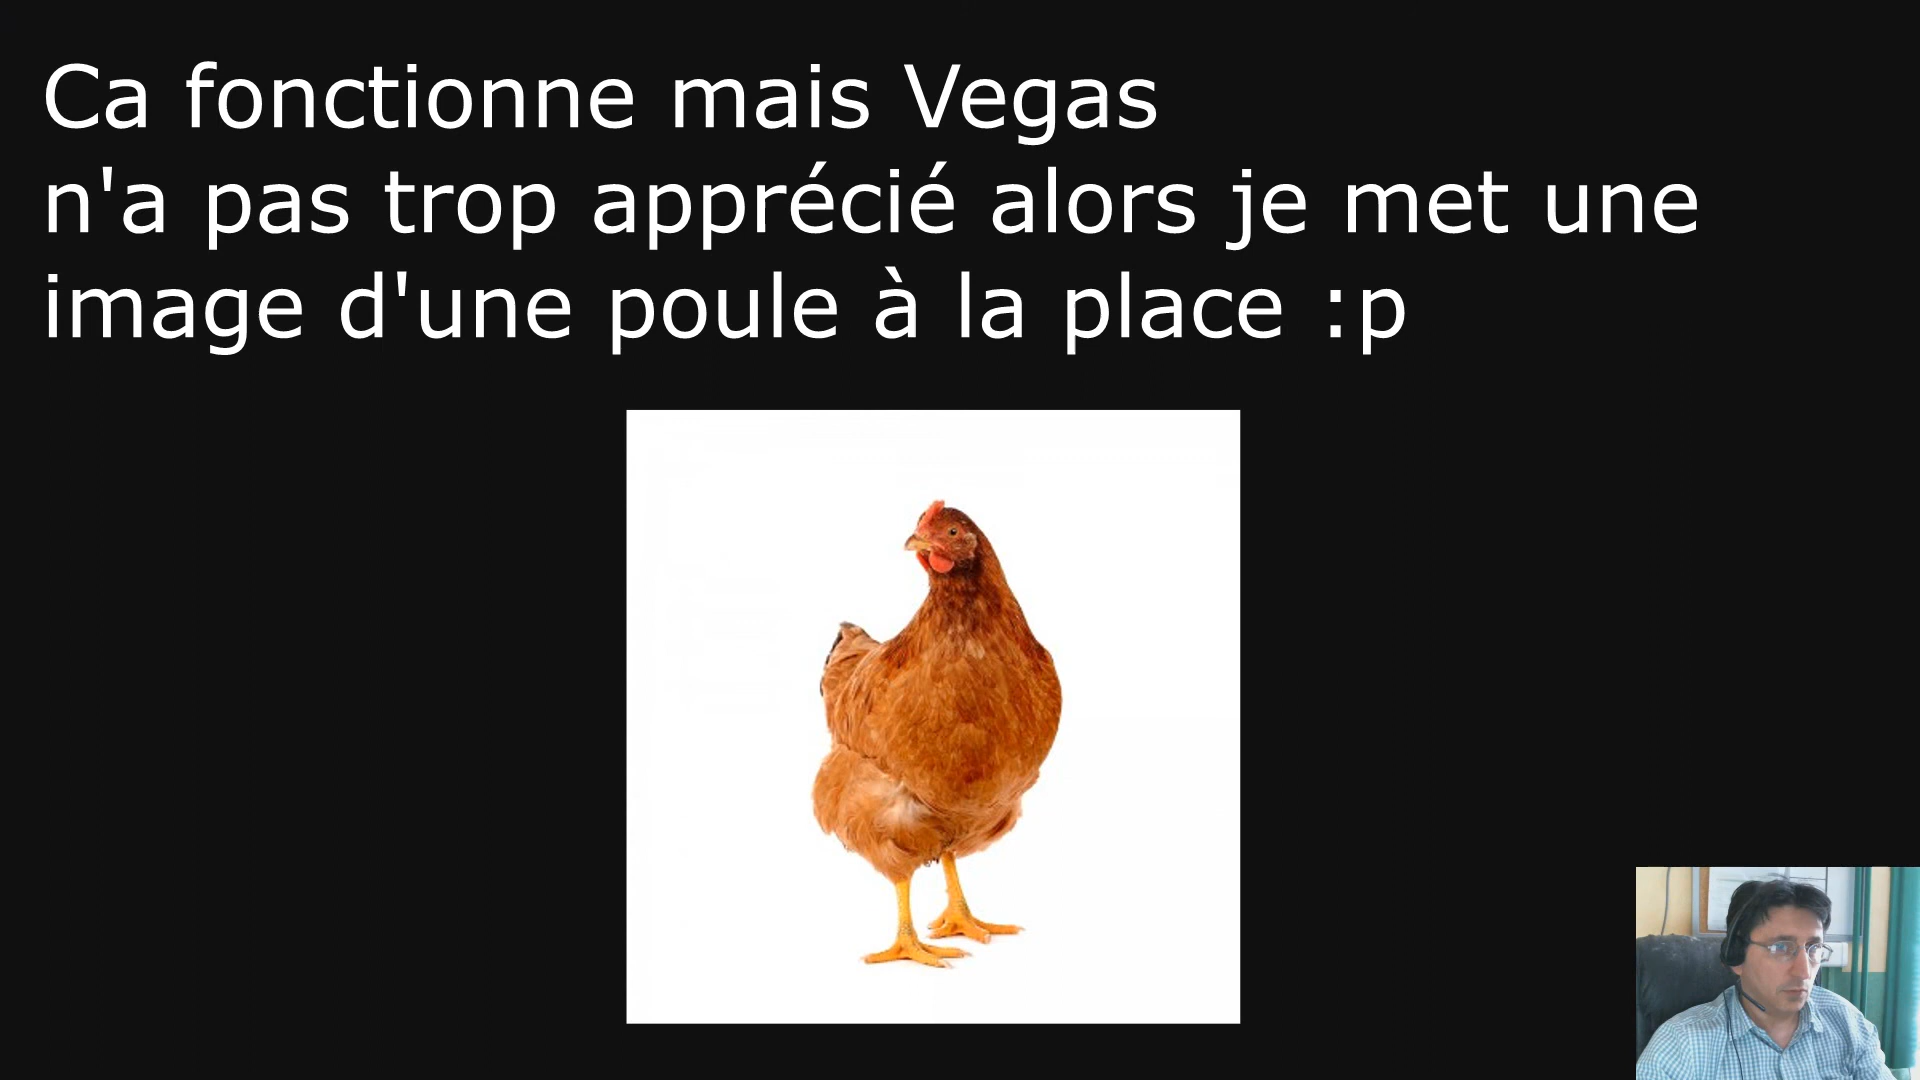 Ca fonctionne mais Vegas
n'a pas trop apprécié alors je met une
image d'une poule à la place :p